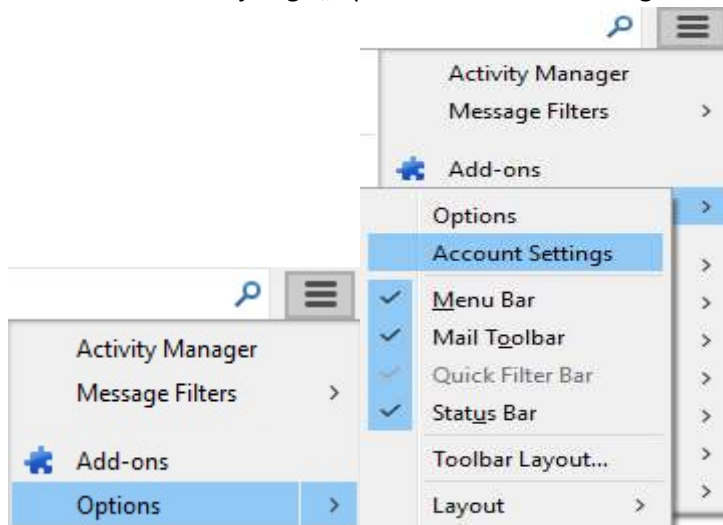 Activity Manager
Message Filters
Add-ons
Options
Account Settings
Menu Bar
Mail Toolbar
Quick Filter Bar
Status Bar
Toolbar Layout...
Layout
Activity Manager
Message Filters
Add-ons
Options